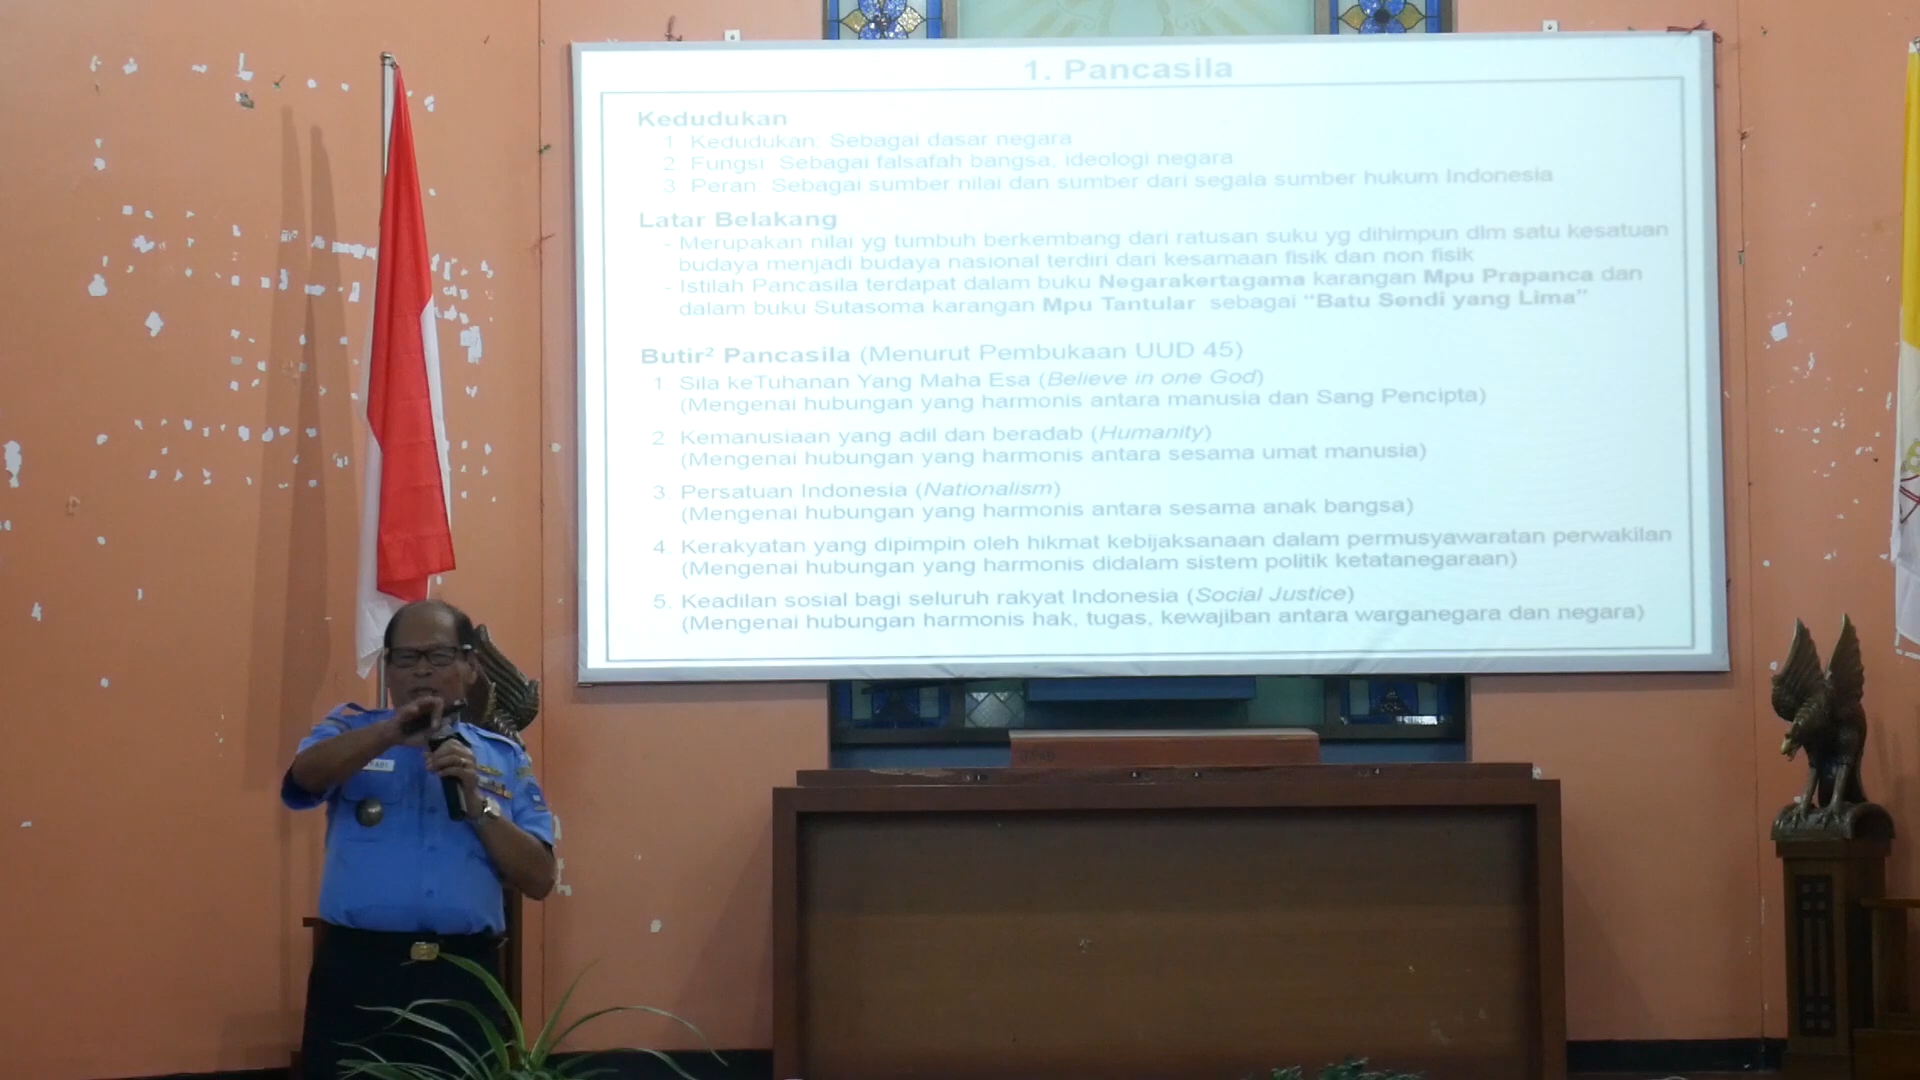 1. Pancasila
Kedudukan
1 Kedudukan: Sebagai dasar negara
2 Fungsi: Sebagai falsafah bangsa, ideologi negara
3 Peran: Sebagai sumber nilai dan sumber dari segala sumber hukum Indonesia
Latar Belakang
- Merupakan nilai yg tumbuh berkembang dari ratusan suku yg dihimpun dlm satu kesatuan
budaya menjadi budaya nasional terdiri dari kesamaan fisik dan non fisik
- Istilah Pancasila terdapat dalam buku Negarakertagama karangan Mpu Prapanca dan
dalam buku Sutasoma karangan Mpu Tantular sebagai “Batu Sendi yang Lima”
Butir² Pancasila (Menurut Pembukaan UUD 45)
1. Sila keTuhanan Yang Maha Esa (Believe in one God)
(Mengenai hubungan yang harmonis antara manusia dan Sang Pencipta)
2. Kemanusiaan yang adil dan beradab (Humanity)
(Mengenai hubungan yang harmonis antara sesama umat manusia)
3. Persatuan Indonesia (Nationalism)
(Mengenai hubungan yang harmonis antara sesama anak bangsa)
4. Kerakyatan yang dipimpin oleh hikmat kebijaksanaan dalam permusyawaratan perwakilan
(Mengenai hubungan yang harmonis didalam sistem politik ketatanegaraan)
5. Keadilan sosial bagi seluruh rakyat Indonesia (Social Justice)
(Mengenai hubungan harmonis hak, tugas, kewajiban antara warganegara dan negara)